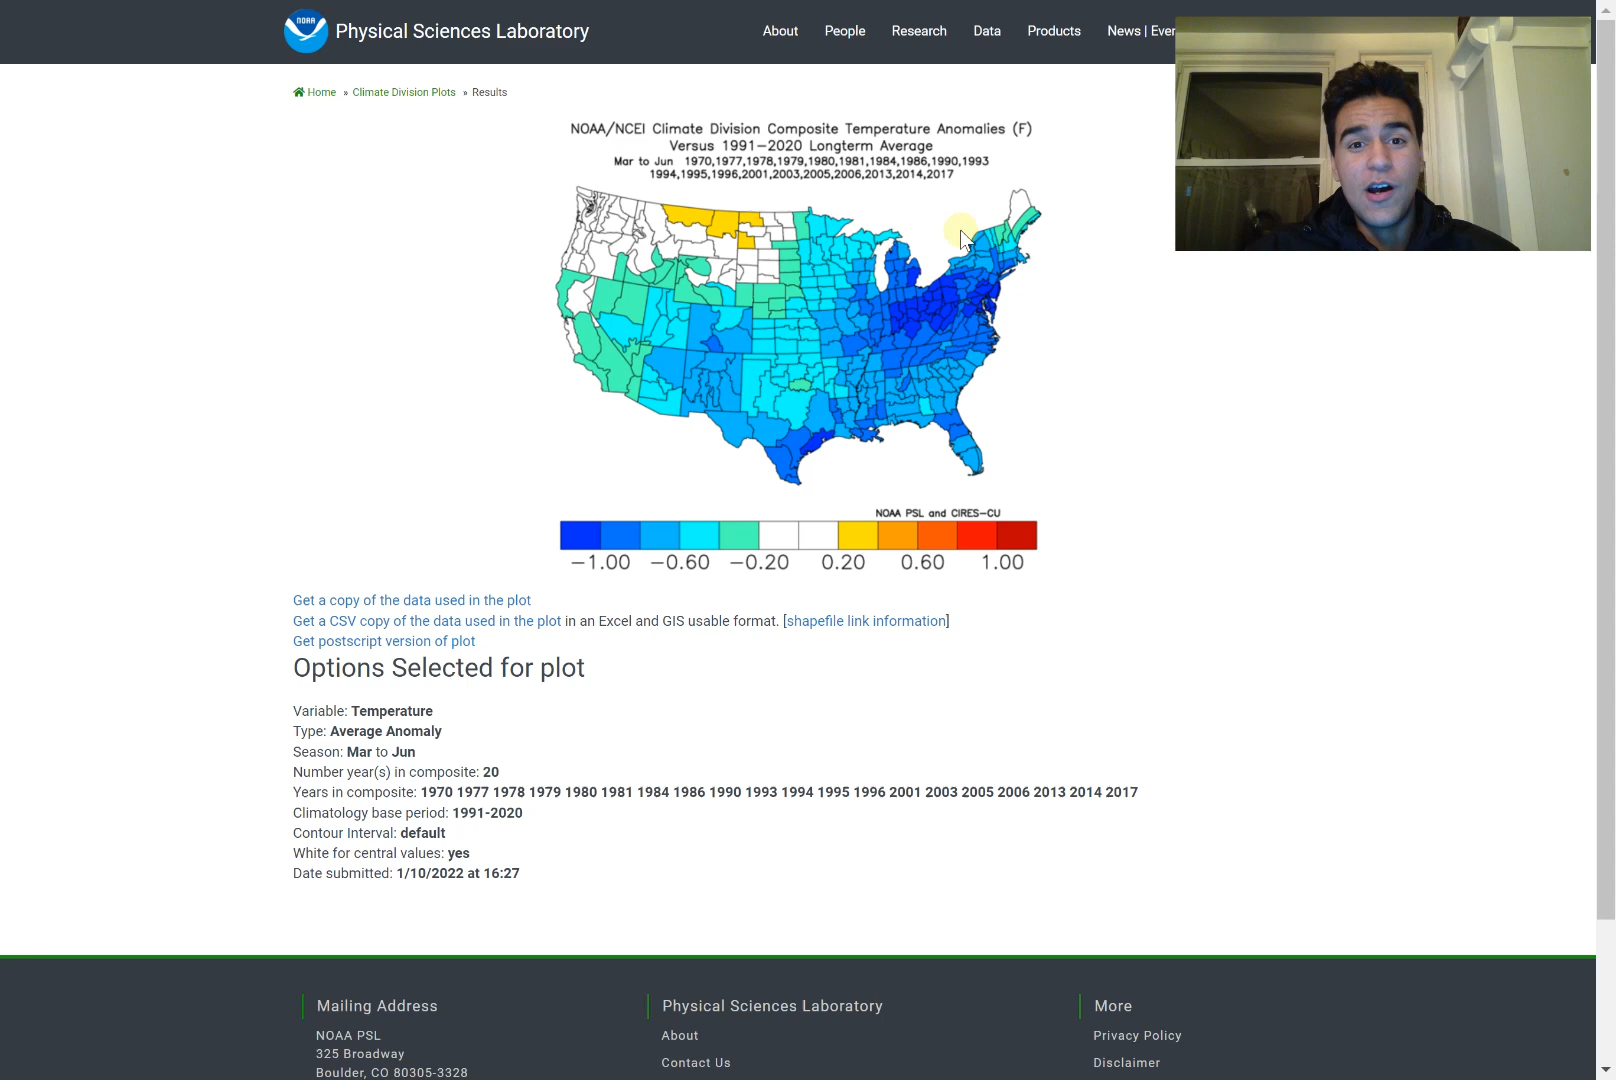 NOAA
Physical Sciences Laboratory
About People Research Data Products News | Ever
Home » Climate Division Plots » Results
NOAA/NCEI Climate Division Composite Temperature Anomalies (F)
Versus 1991–2020 Longterm Average
Mar to Jun 1970,1977,1978,1979,1980,1981,1984,1986,1990,1993
1994,1995,1996,2001,2003,2005,2006,2013,2014,2017
NOAA PSL and CIRES–CU
−1.00 −0.60 −0.20 0.20 0.60 1.00
Get a copy of the data used in the plot
Get a CSV copy of the data used in the plot in an Excel and GIS usable format. [shapefile link information]
Get postscript version of plot
Options Selected for plot
Variable: Temperature
Type: Average Anomaly
Season: Mar to Jun
Number year(s) in composite: 20
Years in composite: 1970 1977 1978 1979 1980 1981 1984 1986 1990 1993 1994 1995 1996 2001 2003 2005 2006 2013 2014 2017
Climatology base period: 1991-2020
Contour Interval: default
White for central values: yes
Date submitted: 1/10/2022 at 16:27
Mailing Address
NOAA PSL
325 Broadway
Boulder, CO 80305-3328
Physical Sciences Laboratory
About
Contact Us
More
Privacy Policy
Disclaimer